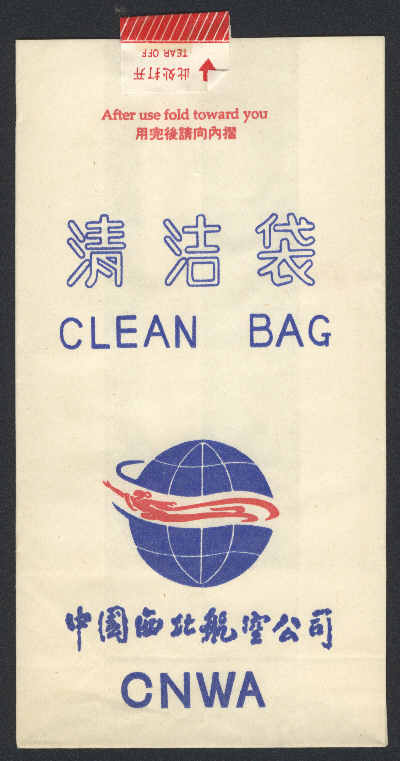 TEAR OFF
此处打开
After use fold toward you
用完後請向內摺
清洁袋
CLEAN BAG
中国西北航空公司
CNWA